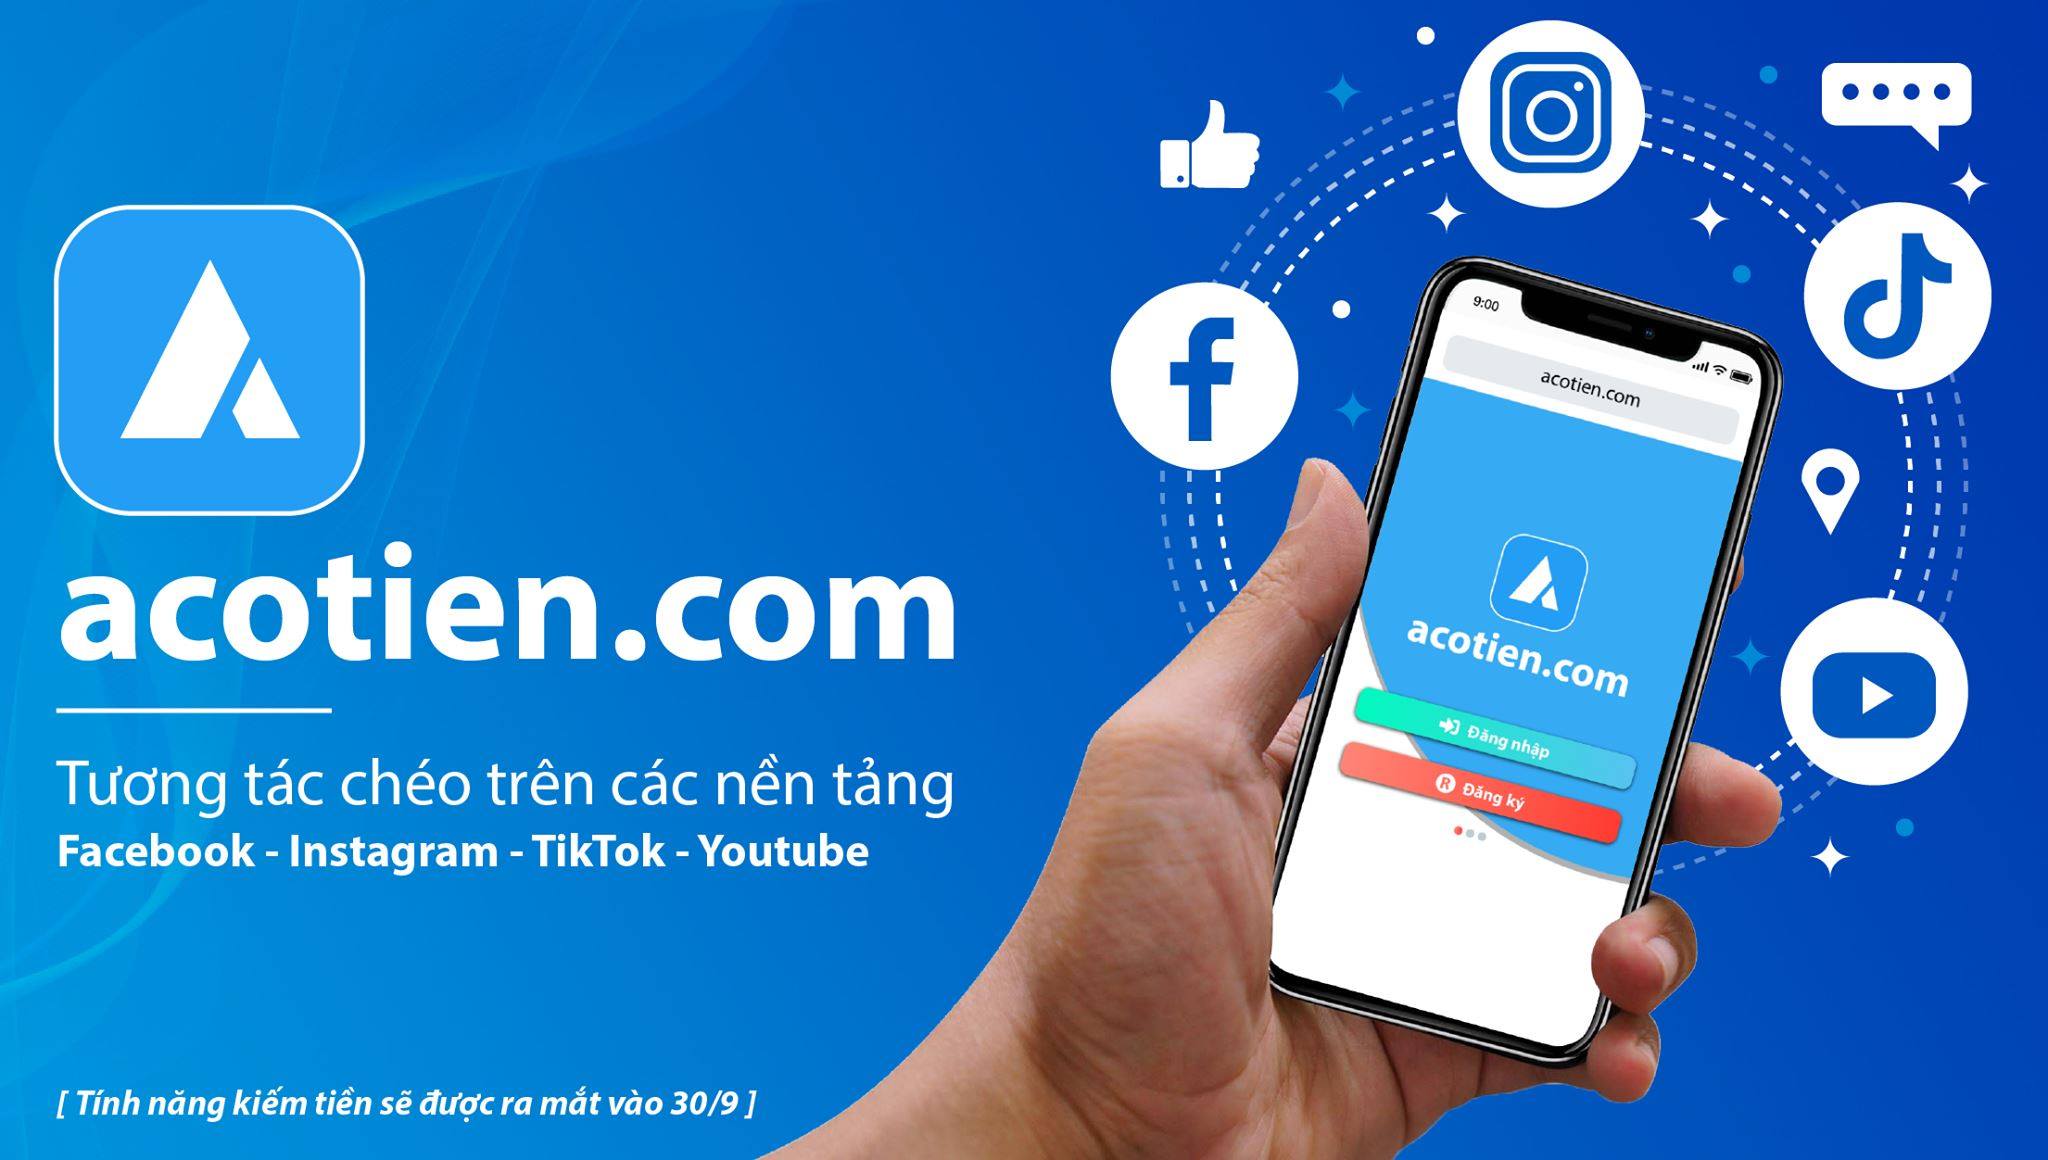 acotien.com
Tương tác chéo trên các nền tảng
Facebook - Instagram - TikTok - Youtube
[ Tính năng kiếm tiền sẽ được ra mắt vào 30/9 ]
9:00
acotien.com
acotien.com
Đăng nhập
R Đăng ký